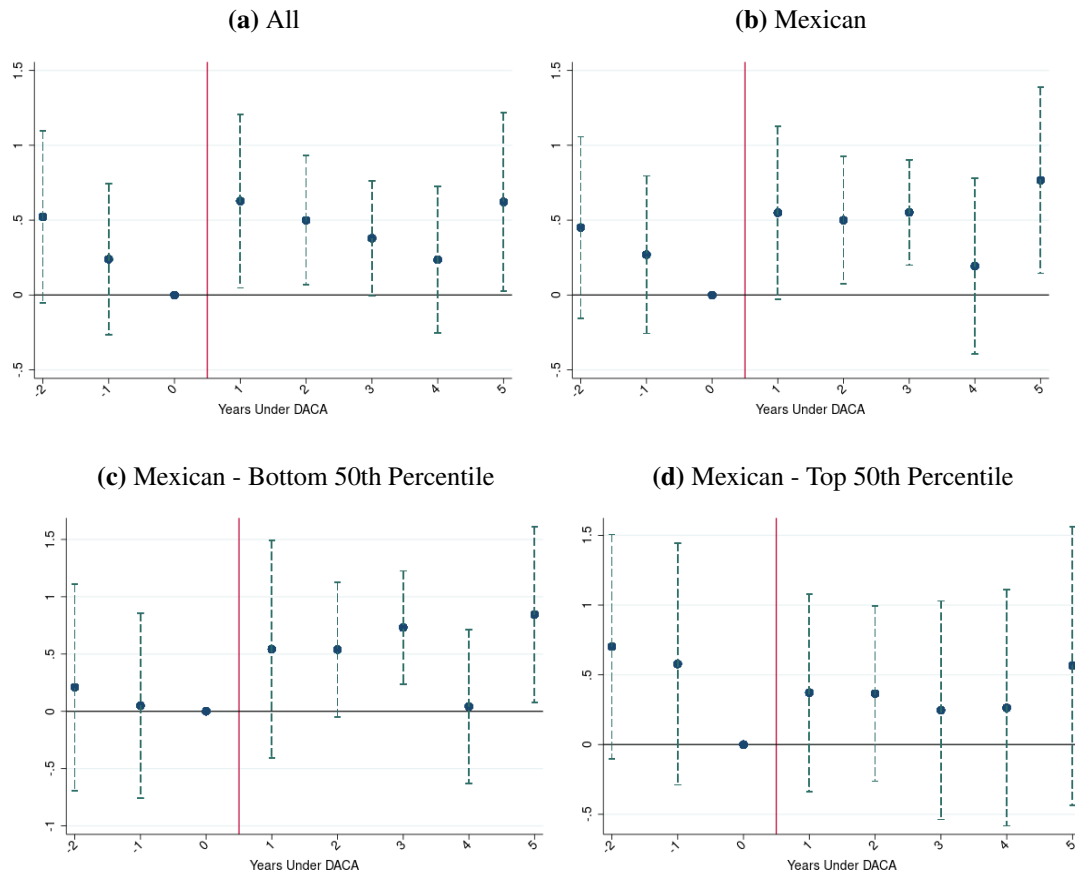 (a) All
(b) Mexican
1.5
1
.5
0
-.5
-2 -1 0 1 2 3 4 5
Years Under DACA
1.5
1
.5
0
-.5
-2 -1 0 1 2 3 4 5
Years Under DACA
(c) Mexican - Bottom 50th Percentile
(d) Mexican - Top 50th Percentile
1.5
1
.5
0
-.5
-1
-2 -1 0 1 2 3 4 5
Years Under DACA
1.5
1
.5
0
-.5
-2 -1 0 1 2 3 4 5
Years Under DACA